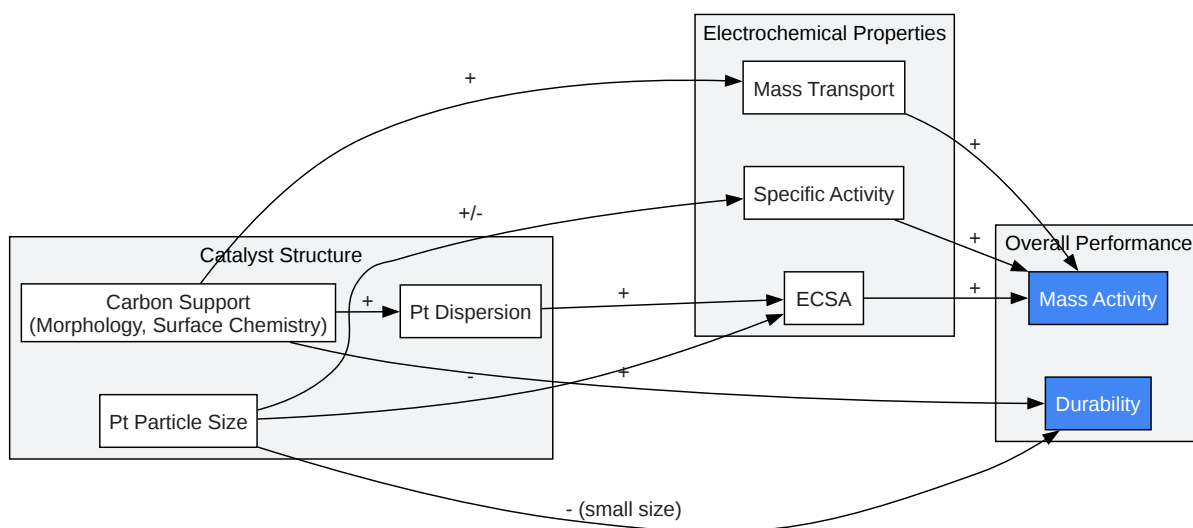 Electrochemical Properties
Mass Transport
+
+
Specific Activity
+/-
+
Catalyst Structure
Overall Performance
Carbon Support
(Morphology, Surface Chemistry)
+
Pt Dispersion
+
ECSA
+
Mass Activity
-
+
Pt Particle Size
Durability
- (small size)